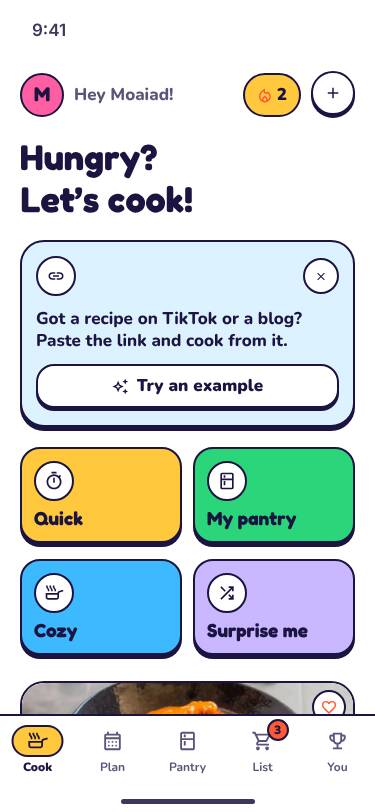 9:41
M
Hey Moaiad!
2
Hungry?
Let's cook!
Got a recipe on TikTok or a blog?
Paste the link and cook from it.
Try an example
Quick
My pantry
Cozy
Surprise me
3
Cook
Plan
Pantry
List
You